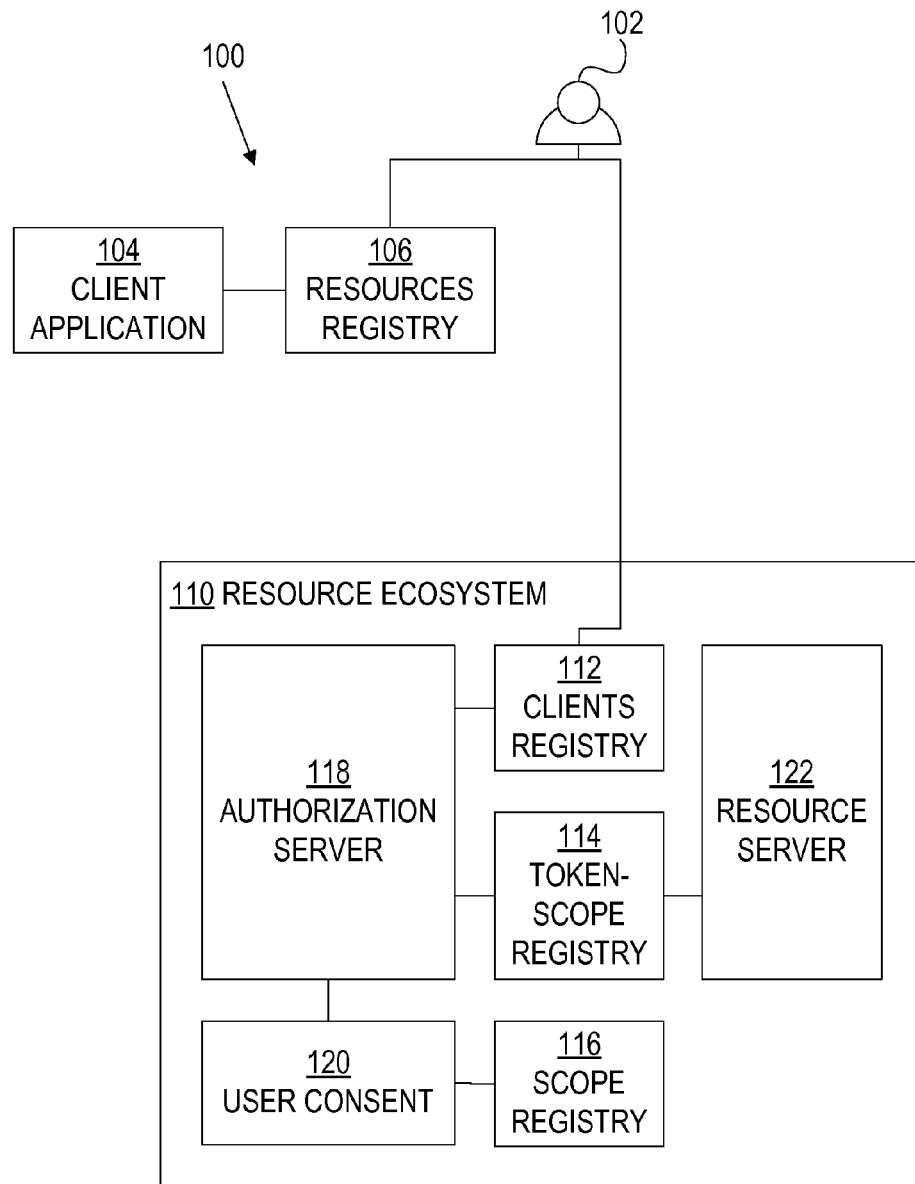 102
100
104
CLIENT
APPLICATION
106
RESOURCES
REGISTRY
110 RESOURCE ECOSYSTEM
118
AUTHORIZATION
SERVER
112
CLIENTS
REGISTRY
114
TOKEN-
SCOPE
REGISTRY
122
RESOURCE
SERVER
120
USER CONSENT
116
SCOPE
REGISTRY